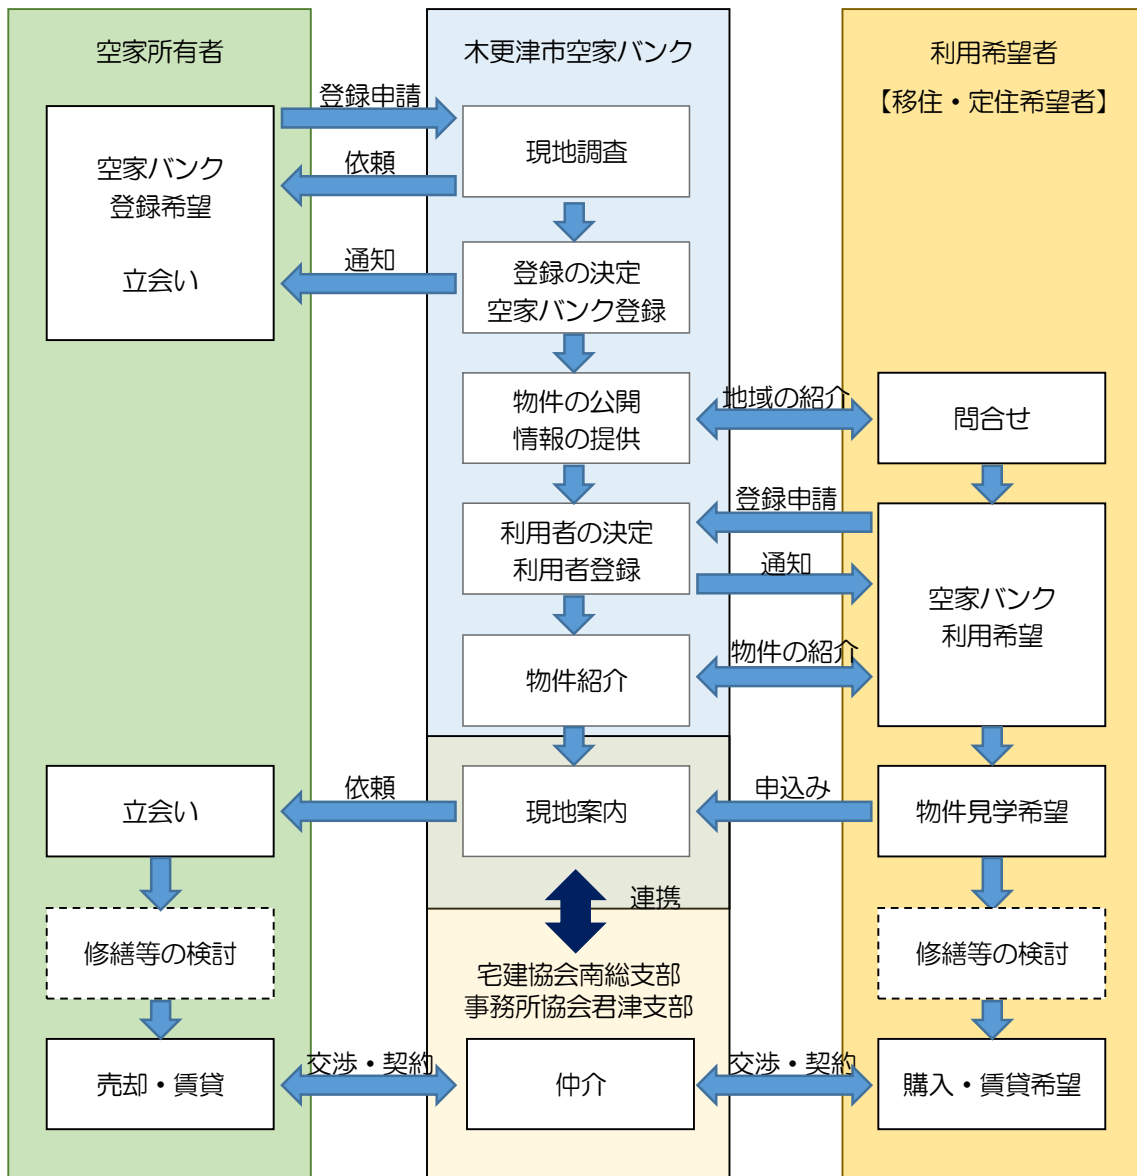 空家所有者
木更津市空家バンク
利用希望者
【移住・定住希望者】
登録申請
空家バンク
登録希望
立会い
現地調査
依頼
通知
登録の決定
空家バンク登録
物件の公開
情報の提供
地域の紹介
問合せ
登録申請
利用者の決定
利用者登録
通知
空家バンク
利用希望
物件の紹介
物件紹介
立会い
依頼
現地案内
申込み
物件見学希望
連携
修繕等の検討
宅建協会南総支部
事務所協会君津支部
修繕等の検討
売却・賃貸
交渉・契約
仲介
交渉・契約
購入・賃貸希望